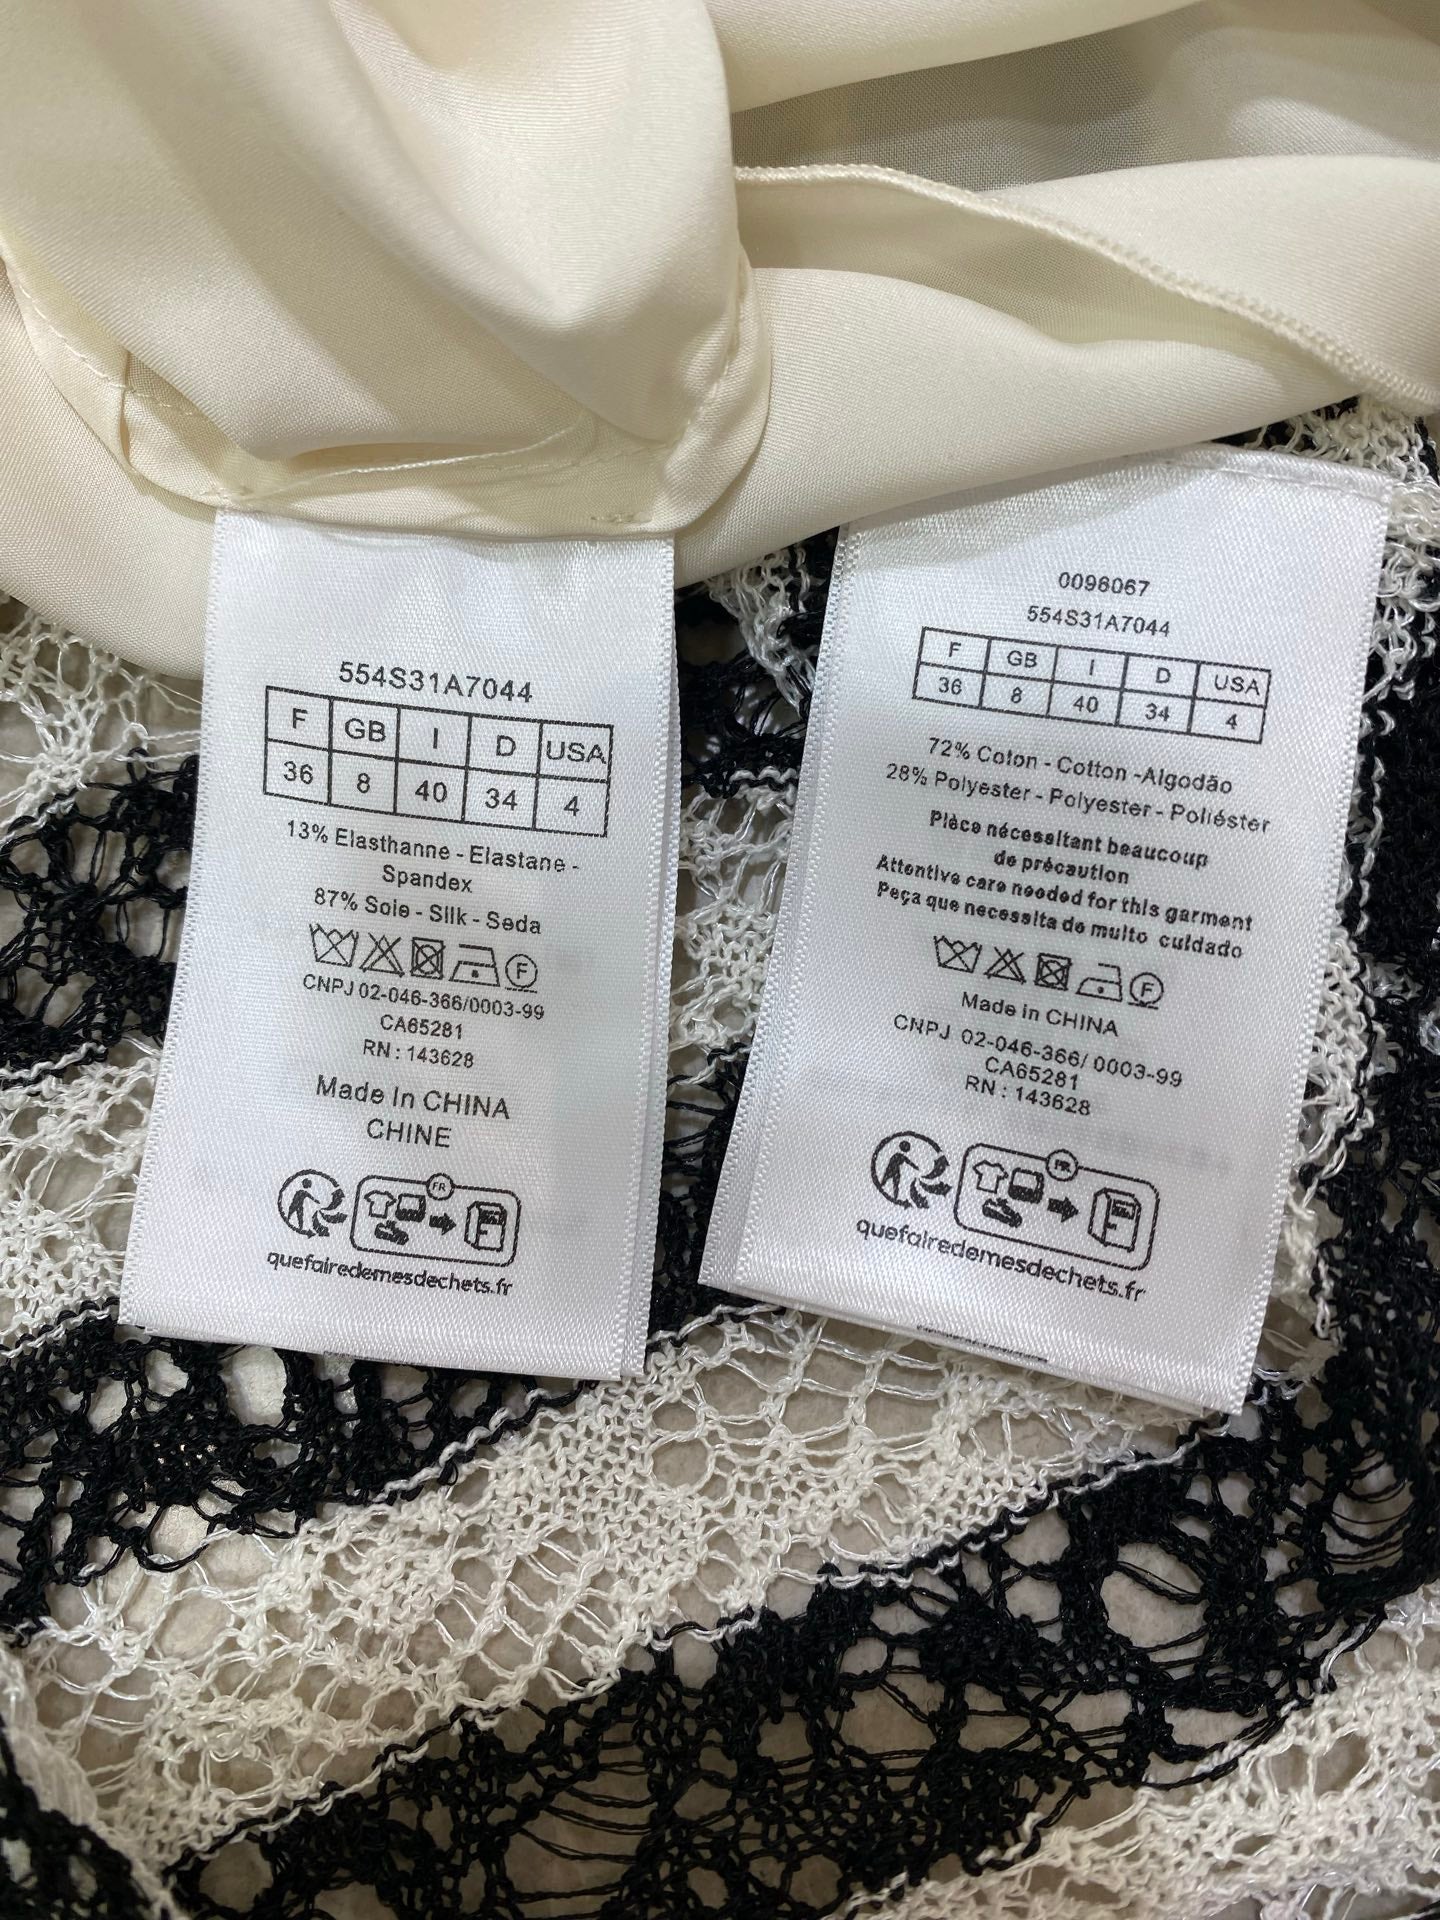 554S31A7044
F GB I D USA
36 8 40 34 4
13% Elasthanne - Elastane -
Spandex
87% Soie - Silk - Seda
F
CNPJ 02-046-366/0003-99
CA65281
RN : 143628
Made In CHINA
CHINE
FR
quefairedemesdechets.fr
0096067
554S31A7044
F GB I D USA
36 8 40 34 4
72% Coton - Cotton -Algodão
28% Polyester - Polyester - Poliéster
Pièce nécessitant beaucoup
de précaution
Attentive care needed for this garment
Peça que necessita de muito cuidado
F
Made in CHINA
CNPJ 02-046-366/ 0003-99
CA65281
RN : 143628
FR
quefairedemesdechets.fr